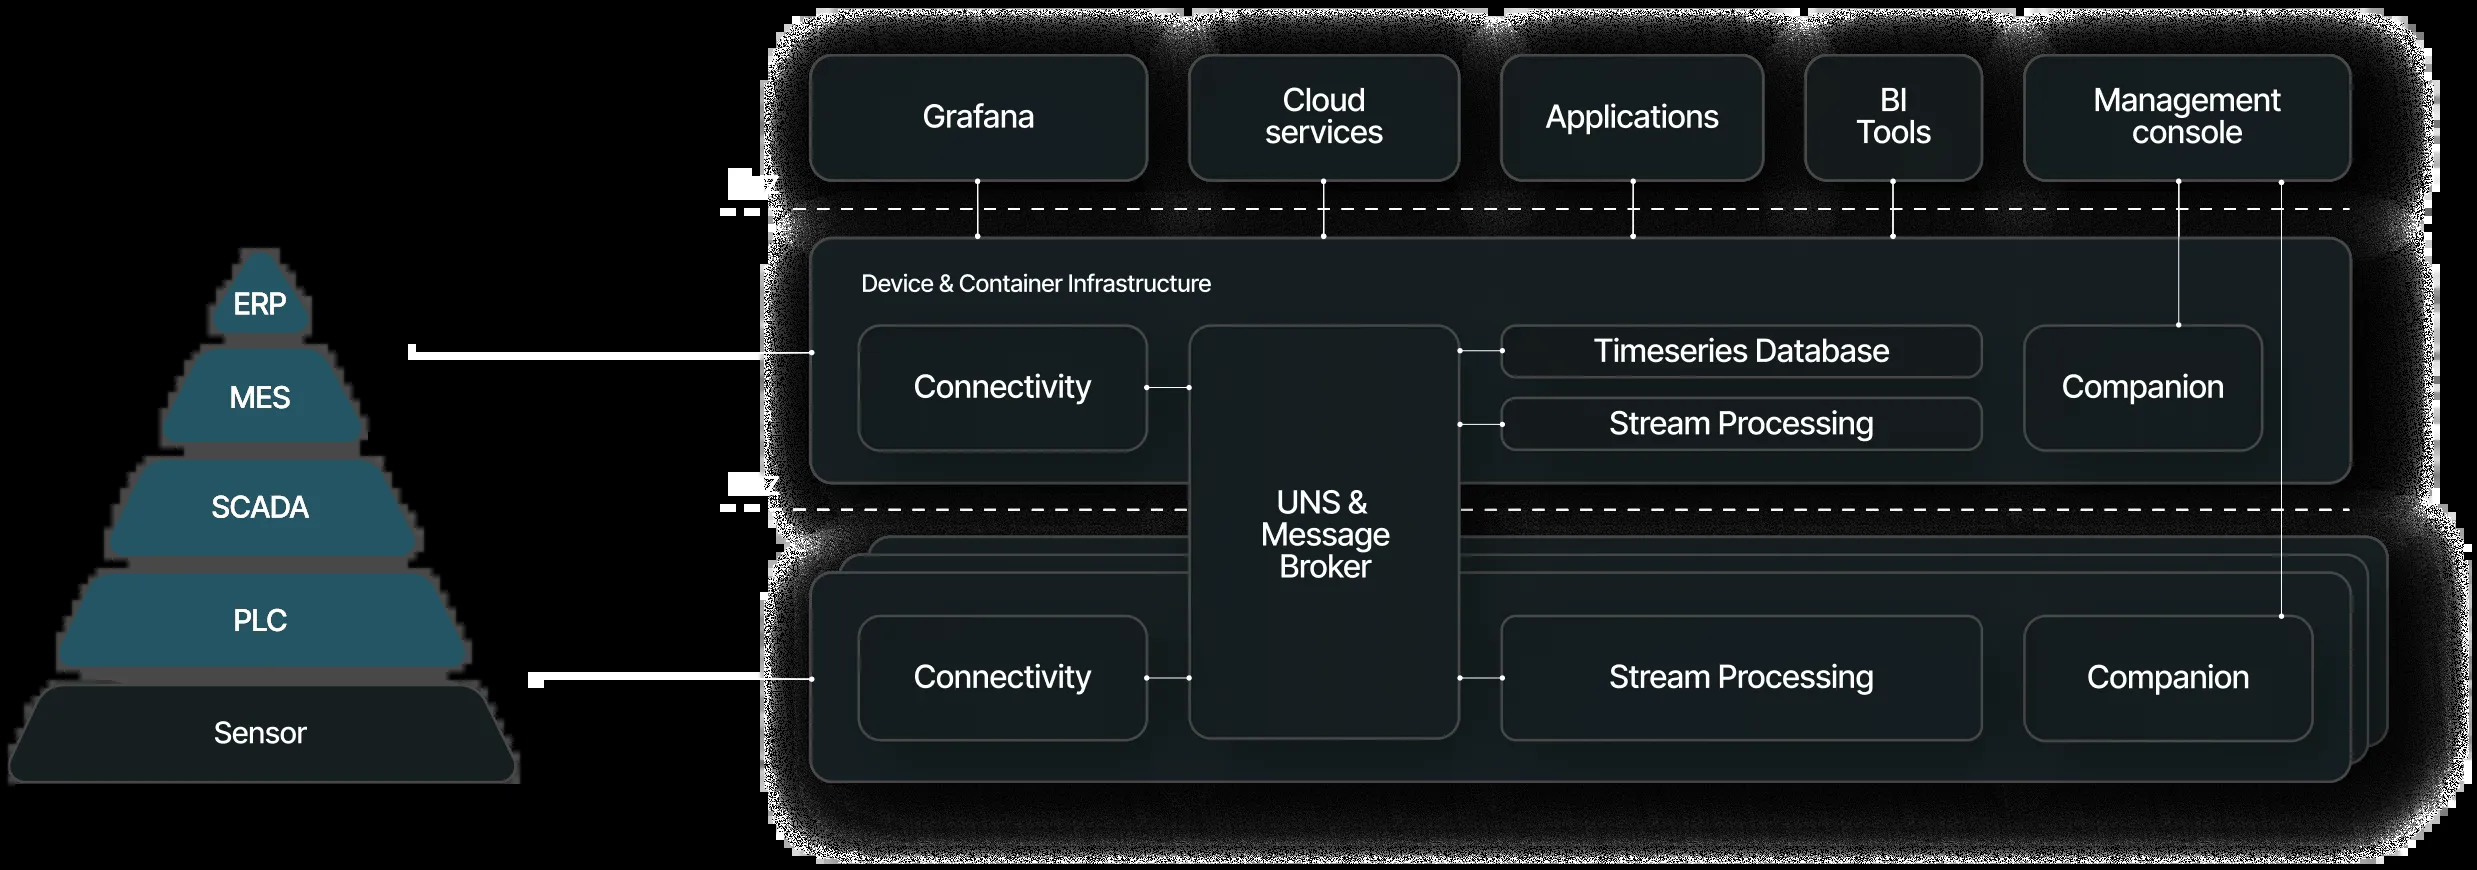 Grafana
Cloud
services
Applications
BI
Tools
Management
console
Device & Container Infrastructure
Connectivity
Timeseries Database
Stream Processing
Companion
UNS &
Message
Broker
Connectivity
Stream Processing
Companion
ERP
MES
SCADA
PLC
Sensor